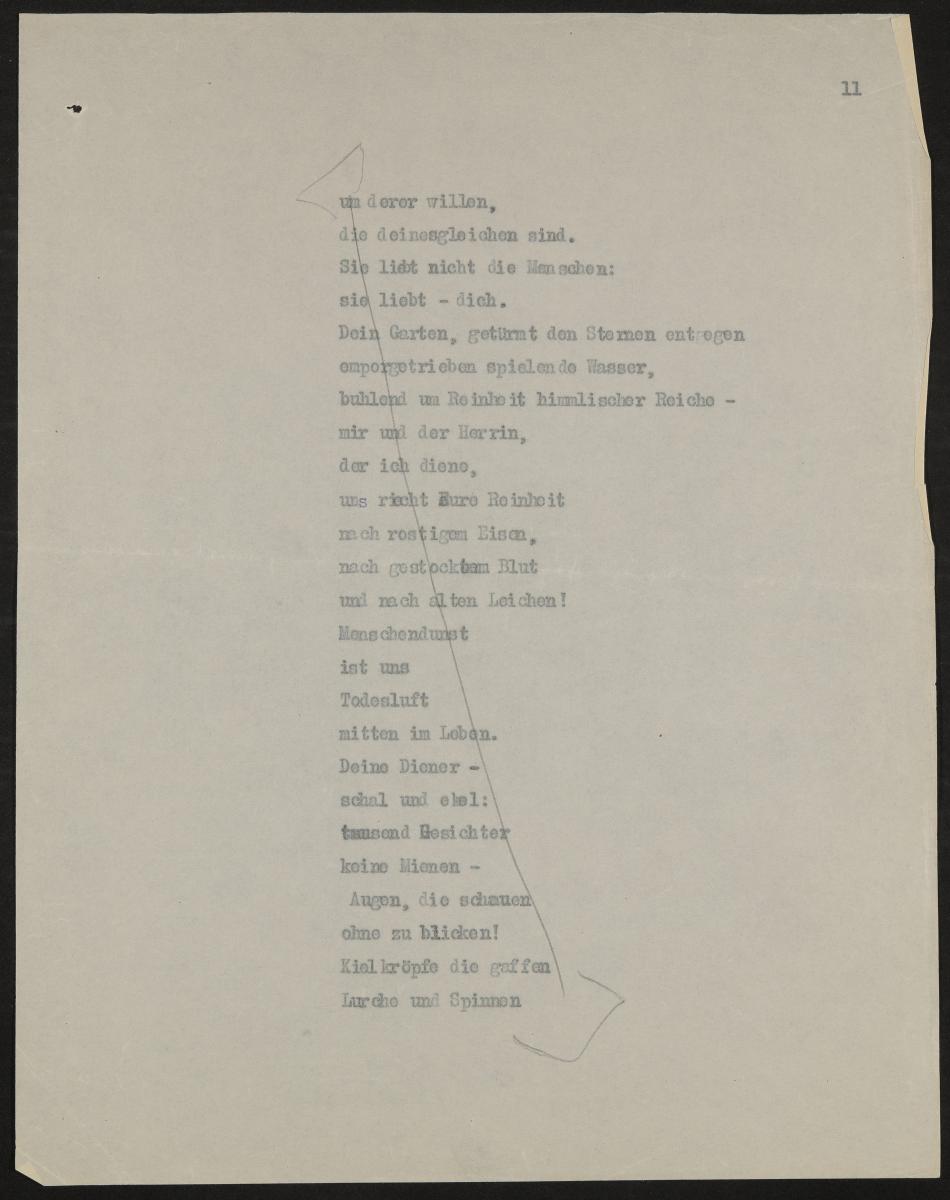 11
um derer willen,
die deinesgleichen sind.
Sie liebt nicht die Menschen:
sie liebt - dich.
Dein Garten, getürmt den Sternen entgegen
emporgetrieben spielende Wasser,
buhlend um Reinheit himmlischer Reiche -
mir und der Herrin,
der ich diene,
uns riecht Eure Reinheit
nach rostigem Eisen,
nach gestocktem Blut
und nach alten Leichen!
Menschendunst
ist uns
Todesluft
mitten im Leben.
Deine Diener -
schal und ekel:
tausend Gesichter
keine Mienen -
Augen, die schauen
ohne zu blicken!
Kielkröpfe die gaffen
Lurche und Spinnen